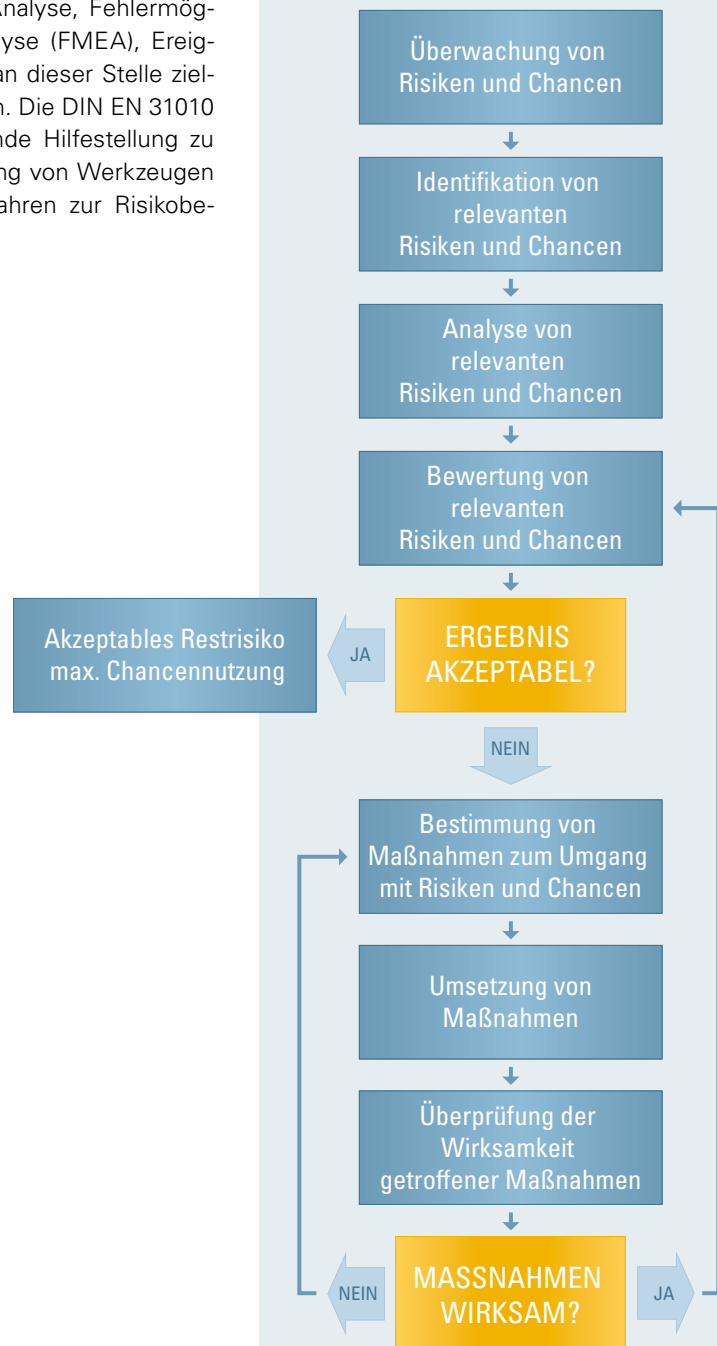 Analyse, Fehlermög-
lyse (FMEA), Ereig-
an dieser Stelle ziel-
n. Die DIN EN 31010
nde Hilfestellung zu
ng von Werkzeugen
ahren zur Risikobe-
Überwachung von
Risiken und Chancen
Identifikation von
relevanten
Risiken und Chancen
Analyse von
relevanten
Risiken und Chancen
Bewertung von
relevanten
Risiken und Chancen
Akzeptables Restrisiko
max. Chancennutzung
JA
ERGEBNIS
AKZEPTABEL?
NEIN
Bestimmung von
Maßnahmen zum Umgang
mit Risiken und Chancen
Umsetzung von
Maßnahmen
Überprüfung der
Wirksamkeit
getroffener Maßnahmen
NEIN
MASSNAHMEN
WIRKSAM?
JA